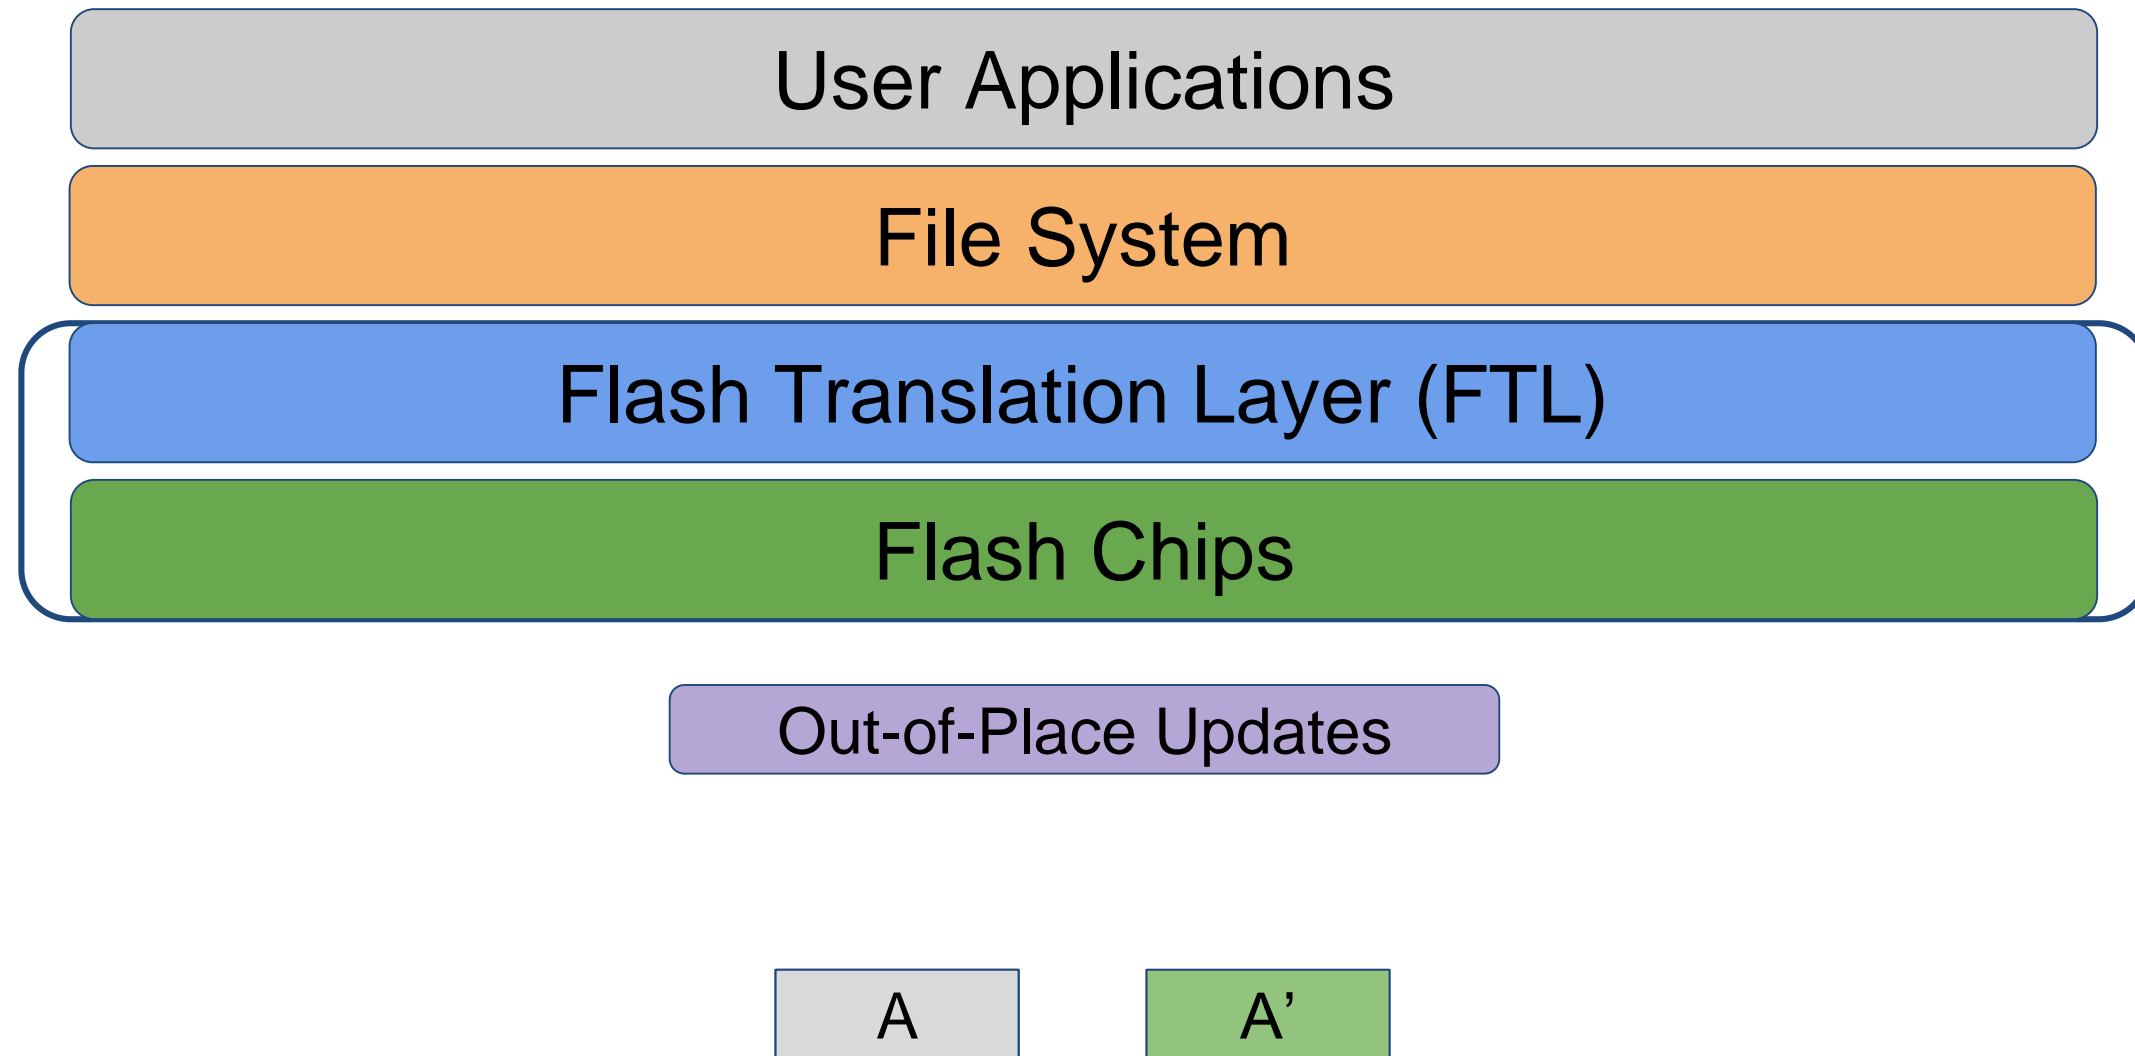 User Applications
File System
Flash Translation Layer (FTL)
Flash Chips
Out-of-Place Updates
A A’